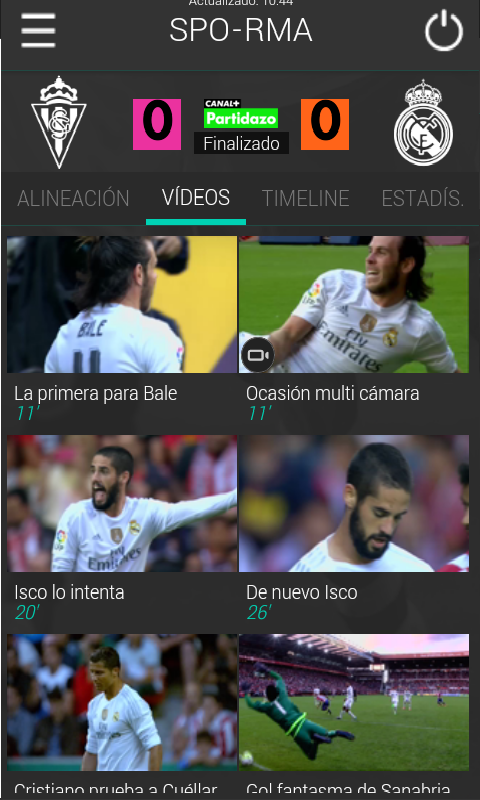 Actualizado: 10:44
SPO-RMA
0
CANAL+
Partidazo
0
Finalizado
ALINEACIÓN
VÍDEOS
TIMELINE
ESTADÍS.
BALE
11
Fly
Emirates
La primera para Bale
11'
Ocasión multi cámara
11'
Fly
Emirates
Isco lo intenta
20'
De nuevo Isco
26'
Cristiano prueba a Cuéllar
Gol fantasma de Sanabria